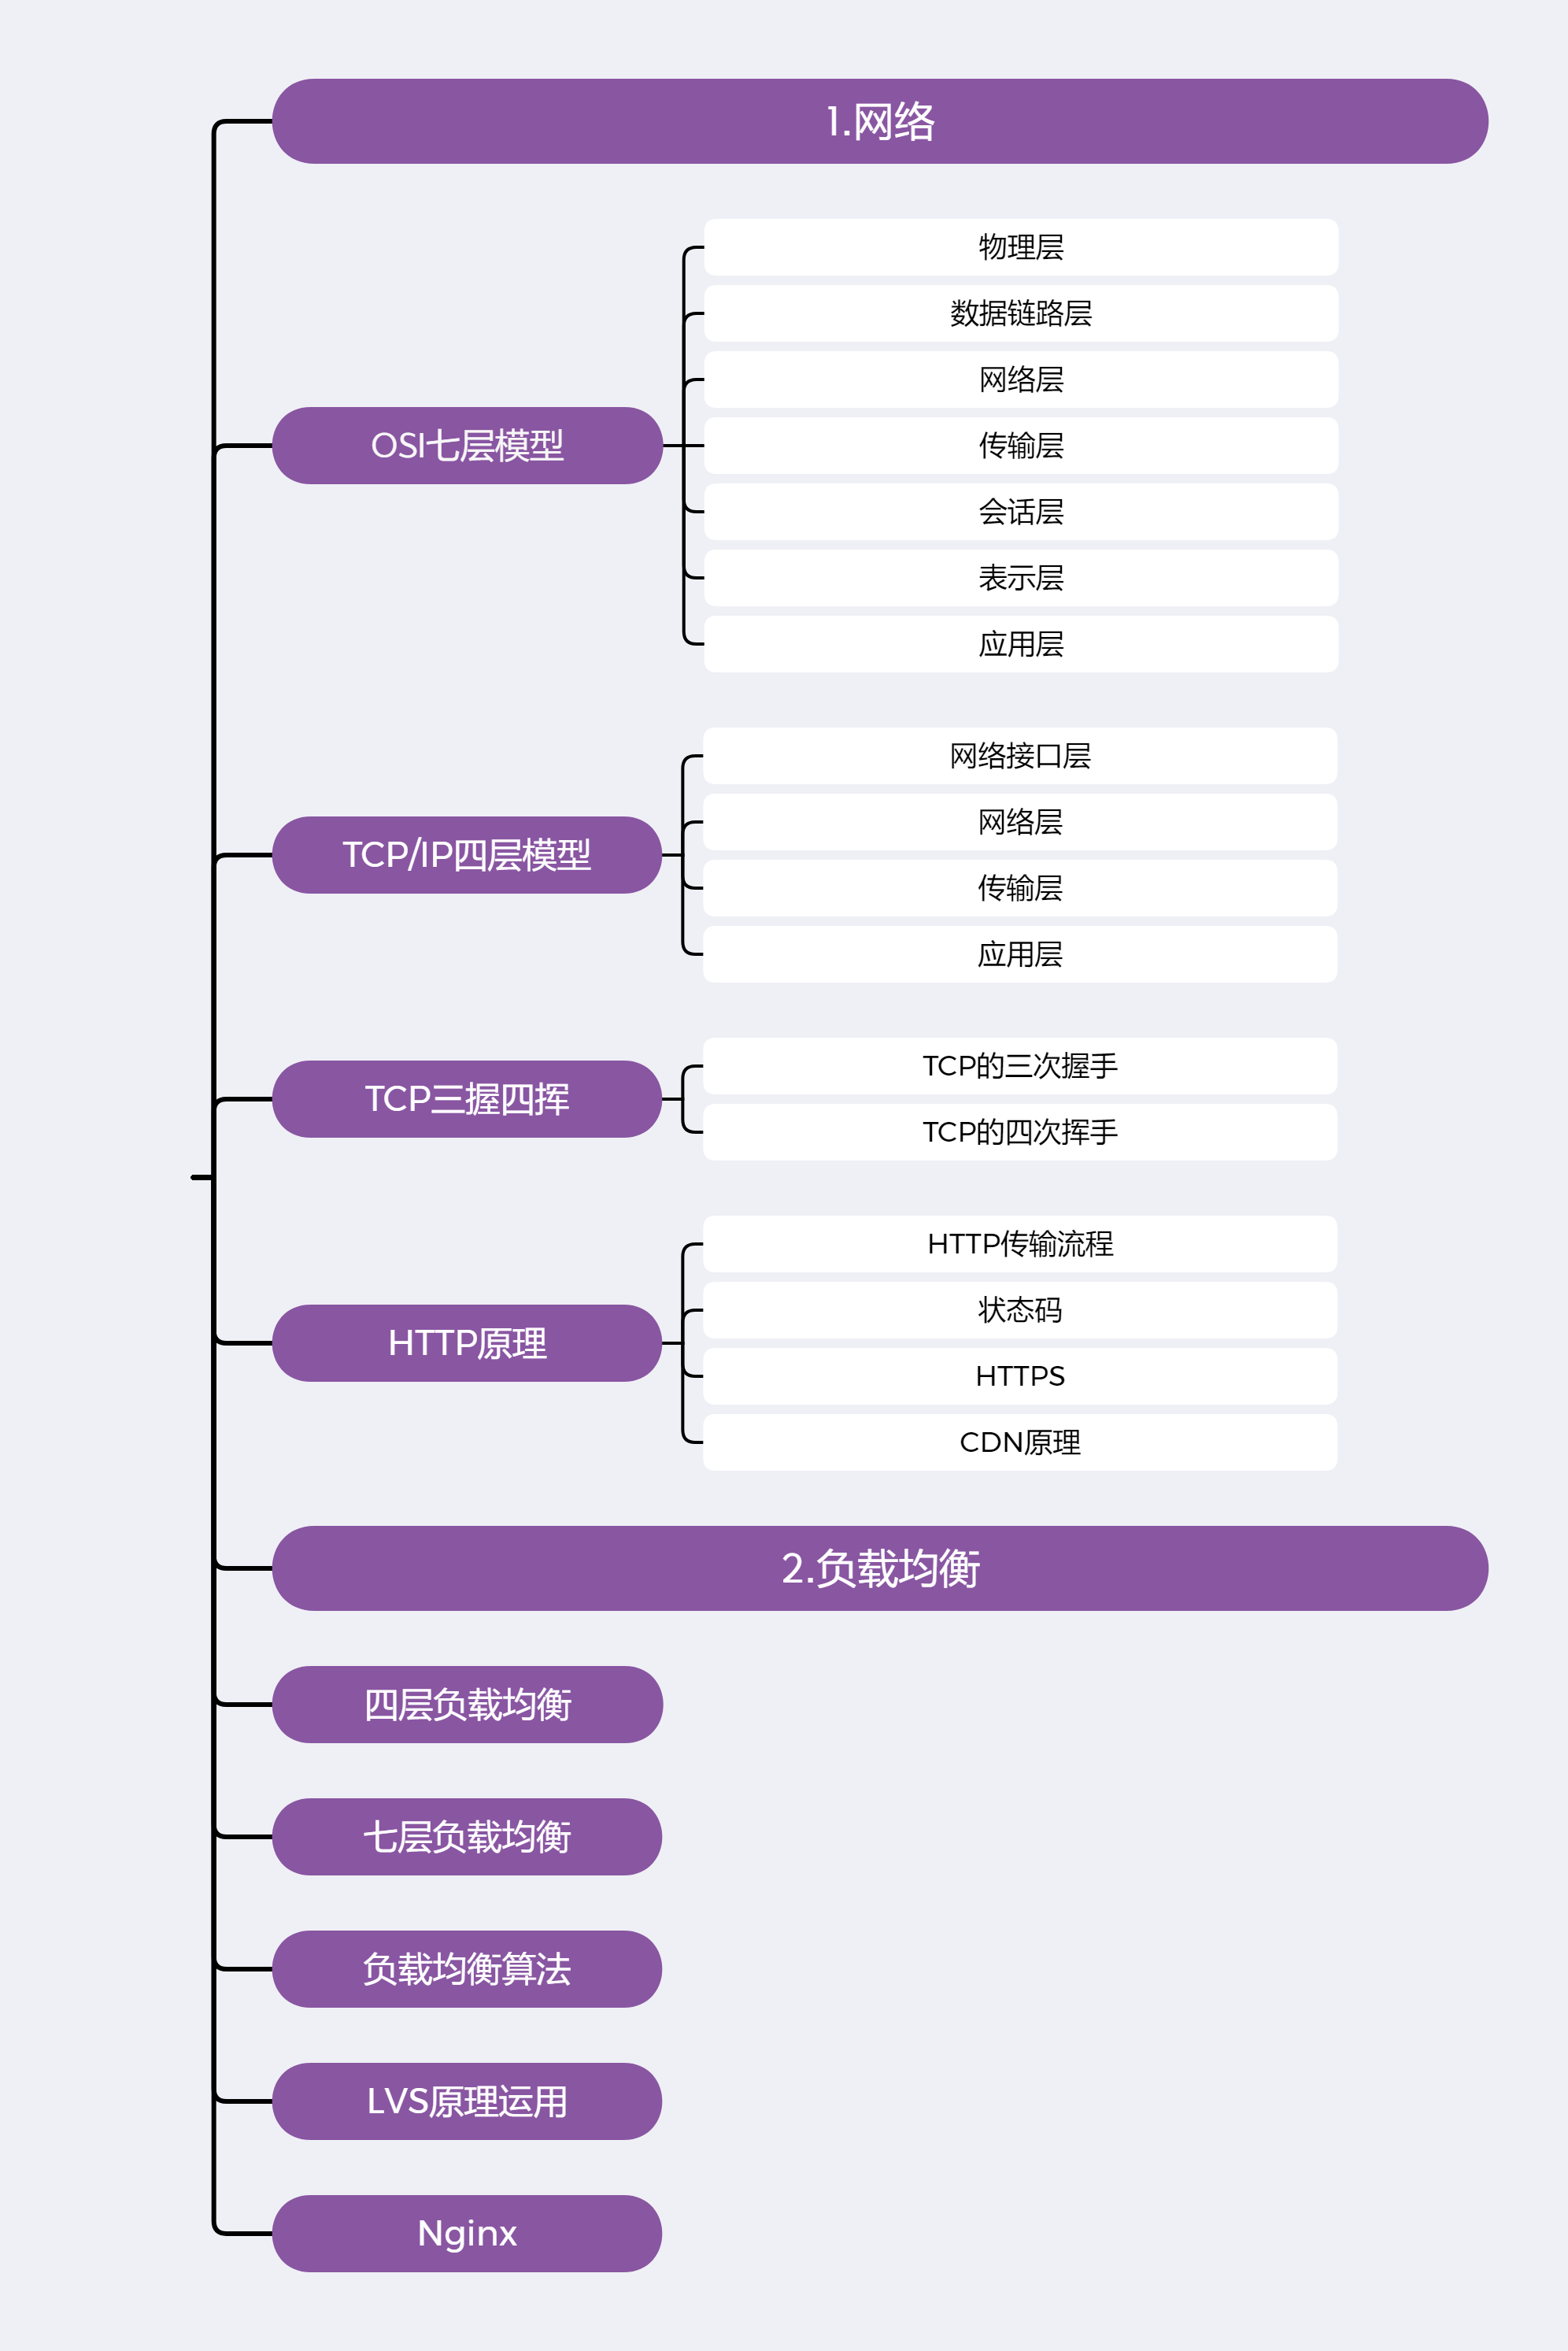 1.网络
OSI七层模型
物理层
数据链路层
网络层
传输层
会话层
表示层
应用层
TCP/IP四层模型
网络接口层
网络层
传输层
应用层
TCP三握四挥
TCP的三次握手
TCP的四次挥手
HTTP原理
HTTP传输流程
状态码
HTTPS
CDN原理
2.负载均衡
四层负载均衡
七层负载均衡
负载均衡算法
LVS原理运用
Nginx